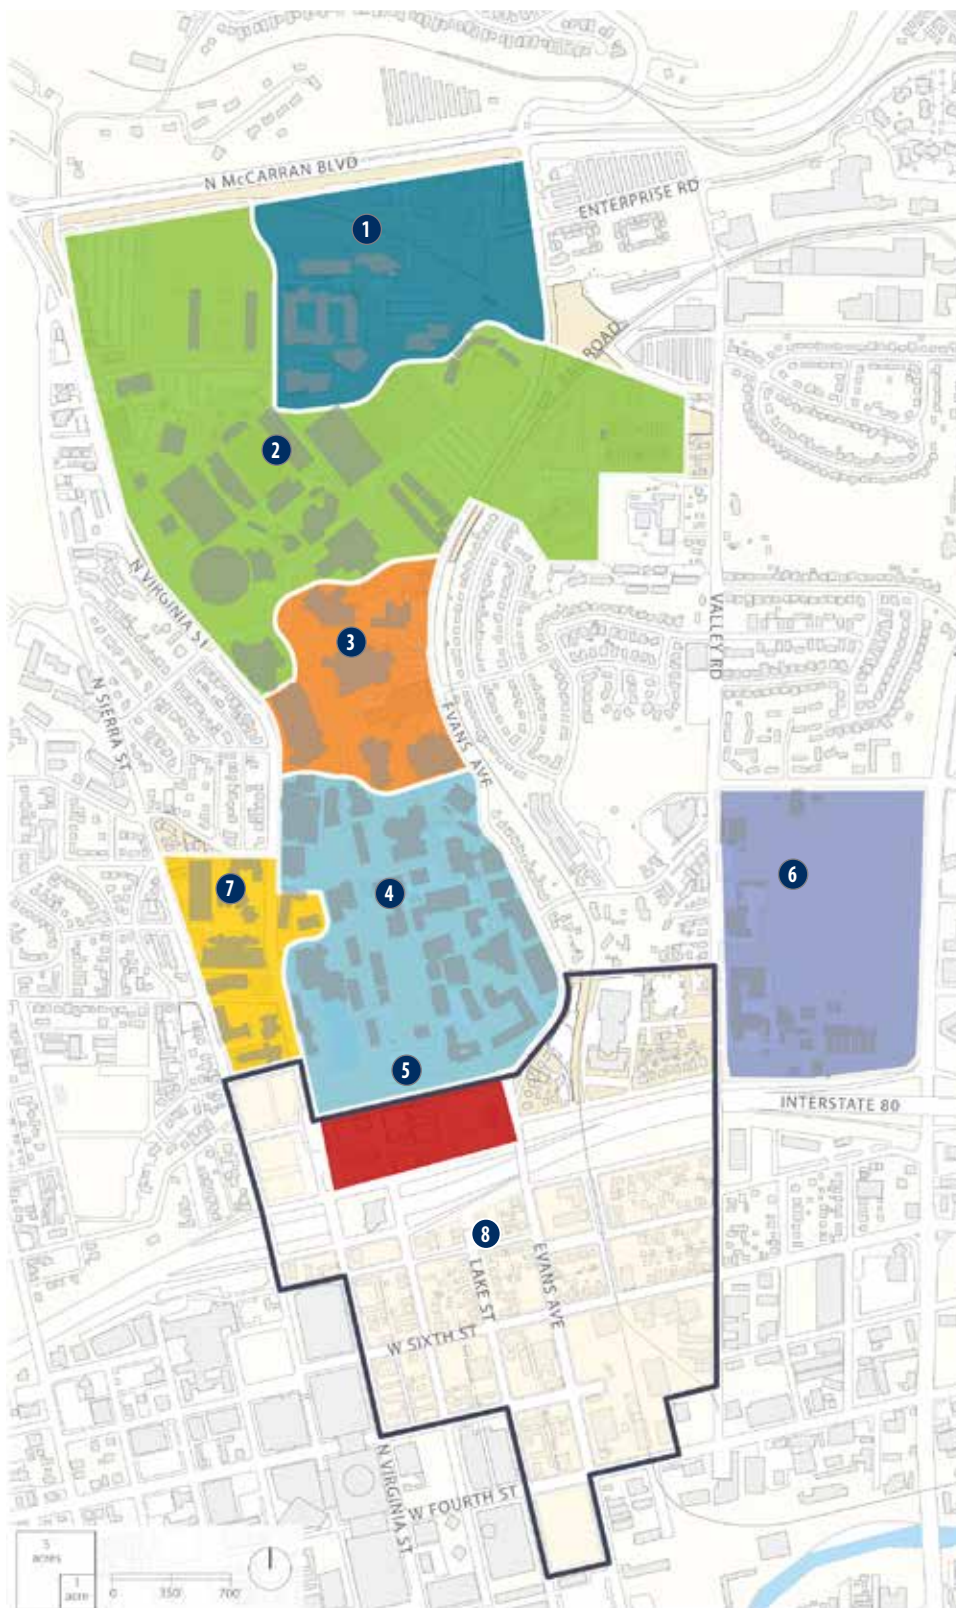 N McCARRAN BLVD
ENTERPRISE RD
1
ROAD
2
N VIRGINIA ST
3
VALLEY RD
N SIERRA ST
EVANS AVE
6
7
4
5
INTERSTATE 80
8
EVANS AVE
LAKE ST
W SIXTH ST
N VIRGINIA ST
W FOURTH ST
acres
1
acre
0
350
700'